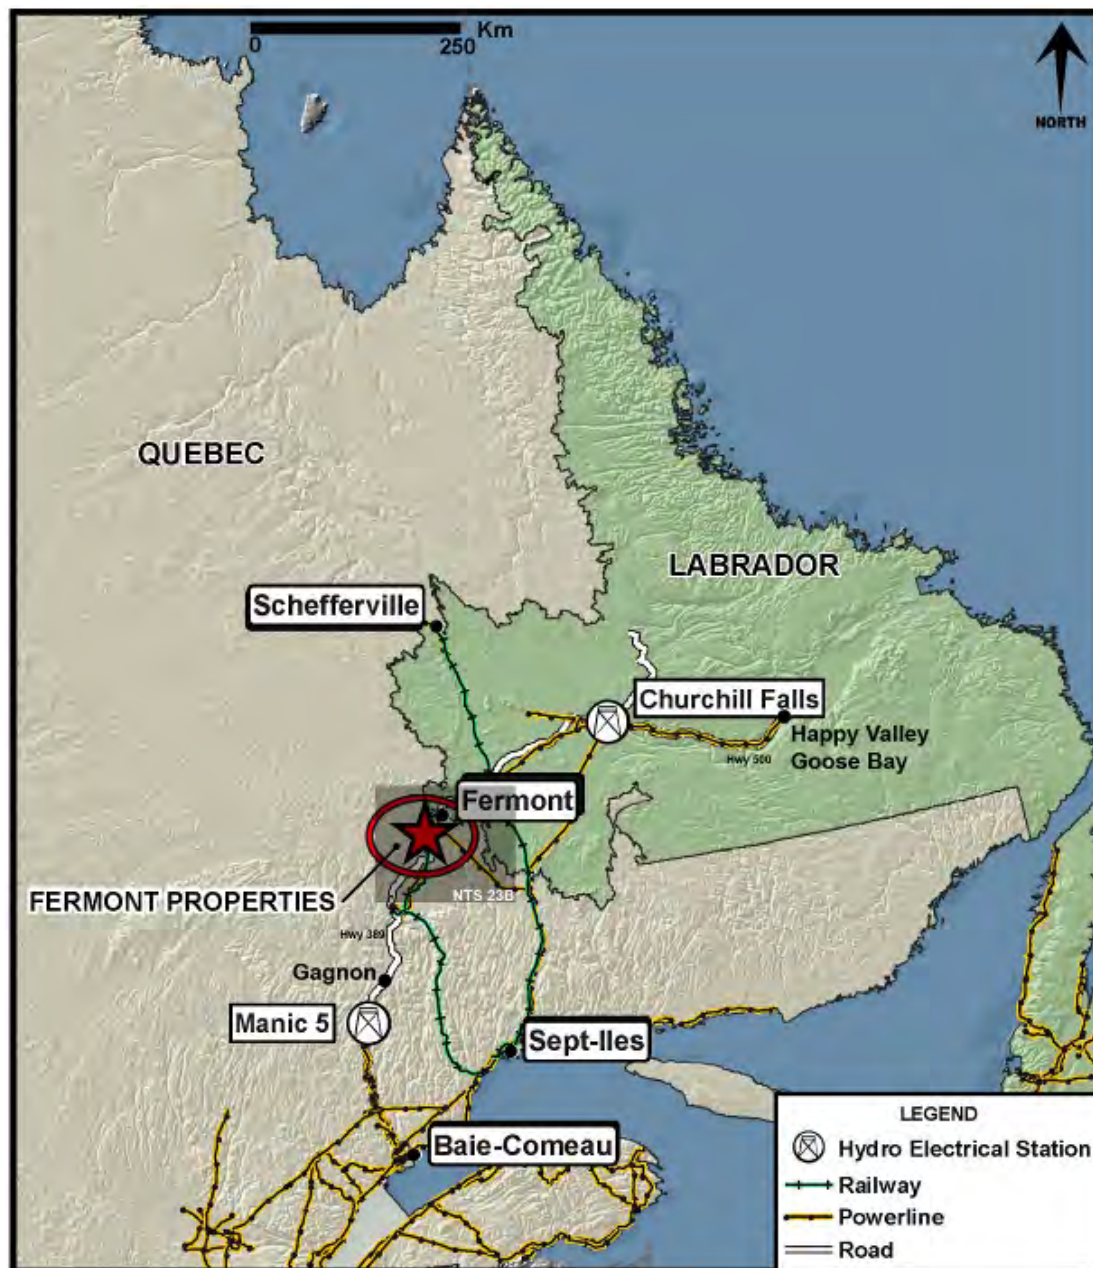 Km
0 250
NORTH
QUEBEC
LABRADOR
Schefferville
Churchill Falls
Happy Valley
Goose Bay
Hwy 500
Fermont
FERMONT PROPERTIES
NTS 23B
Hwy 389
Gagnon
Manic 5
Sept-Iles
Baie-Comeau
LEGEND
Hydro Electrical Station
Railway
Powerline
Road